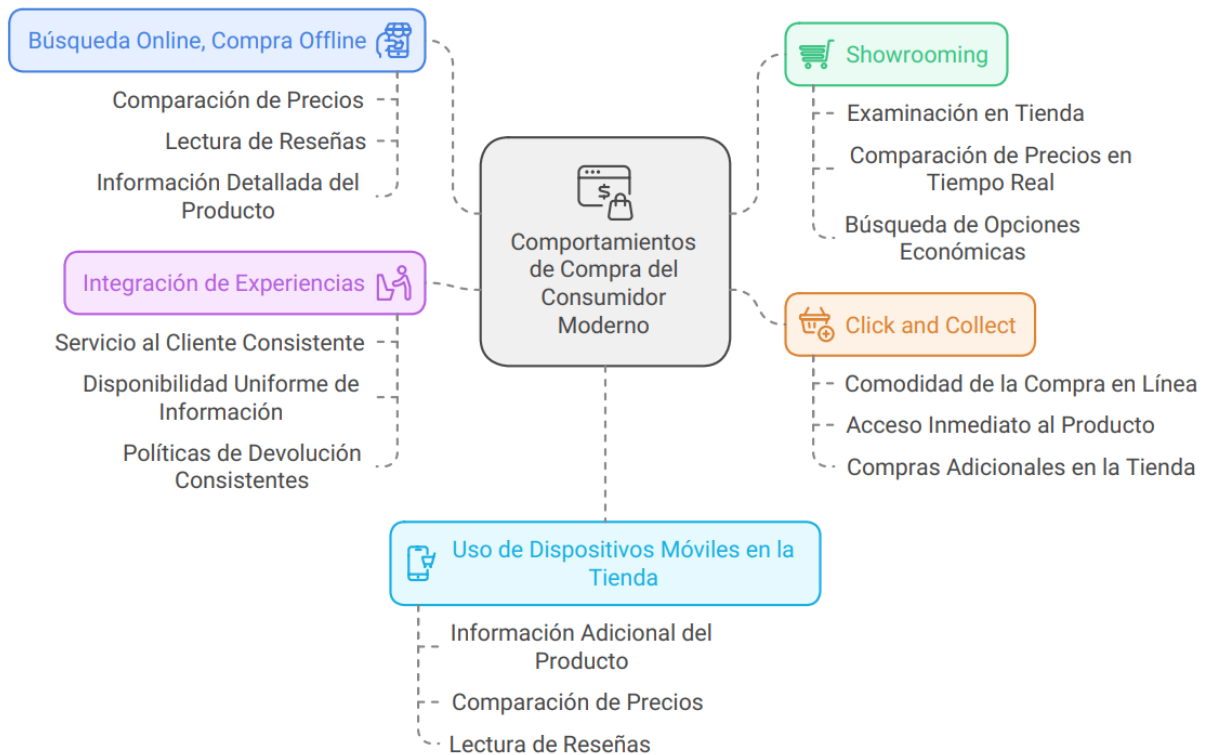 Búsqueda Online, Compra Offline
Comparación de Precios
Lectura de Reseñas
Información Detallada del
Producto
Integración de Experiencias
Servicio al Cliente Consistente
Disponibilidad Uniforme de
Información
Políticas de Devolución
Consistentes
$
Comportamientos
de Compra del
Consumidor
Moderno
Showrooming
Examinación en Tienda
Comparación de Precios en
Tiempo Real
Búsqueda de Opciones
Económicas
Click and Collect
Comodidad de la Compra en Línea
Acceso Inmediato al Producto
Compras Adicionales en la Tienda
Uso de Dispositivos Móviles en la
Tienda
Información Adicional del
Producto
Comparación de Precios
Lectura de Reseñas